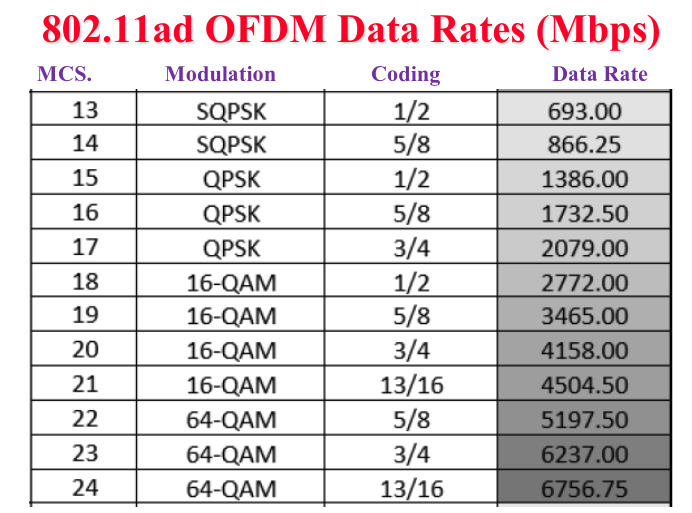 802.11ad OFDM Data Rates (Mbps)
MCS. Modulation Coding Data Rate
13 SQPSK 1/2 693.00
14 SQPSK 5/8 866.25
15 QPSK 1/2 1386.00
16 QPSK 5/8 1732.50
17 QPSK 3/4 2079.00
18 16-QAM 1/2 2772.00
19 16-QAM 5/8 3465.00
20 16-QAM 3/4 4158.00
21 16-QAM 13/16 4504.50
22 64-QAM 5/8 5197.50
23 64-QAM 3/4 6237.00
24 64-QAM 13/16 6756.75